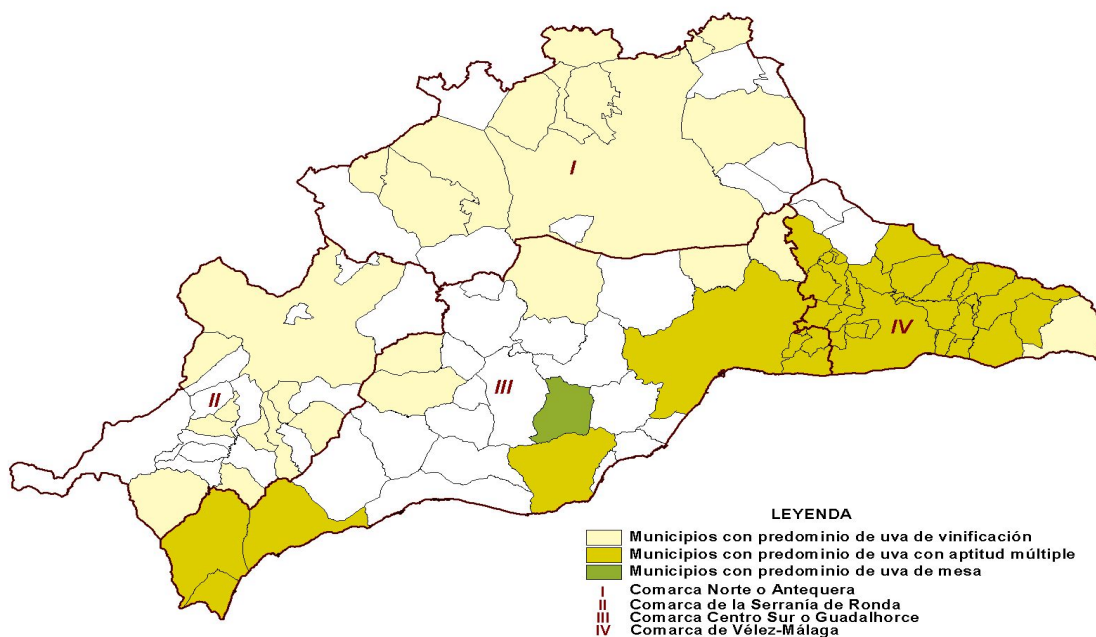 I
II
III
IV
LEYENDA
Municipios con predominio de uva de vinificación
Municipios con predominio de uva con aptitud múltiple
Municipios con predominio de uva de mesa
I Comarca Norte o Antequera
II Comarca de la Serranía de Ronda
III Comarca Centro Sur o Guadalhorce
IV Comarca de Vélez-Málaga